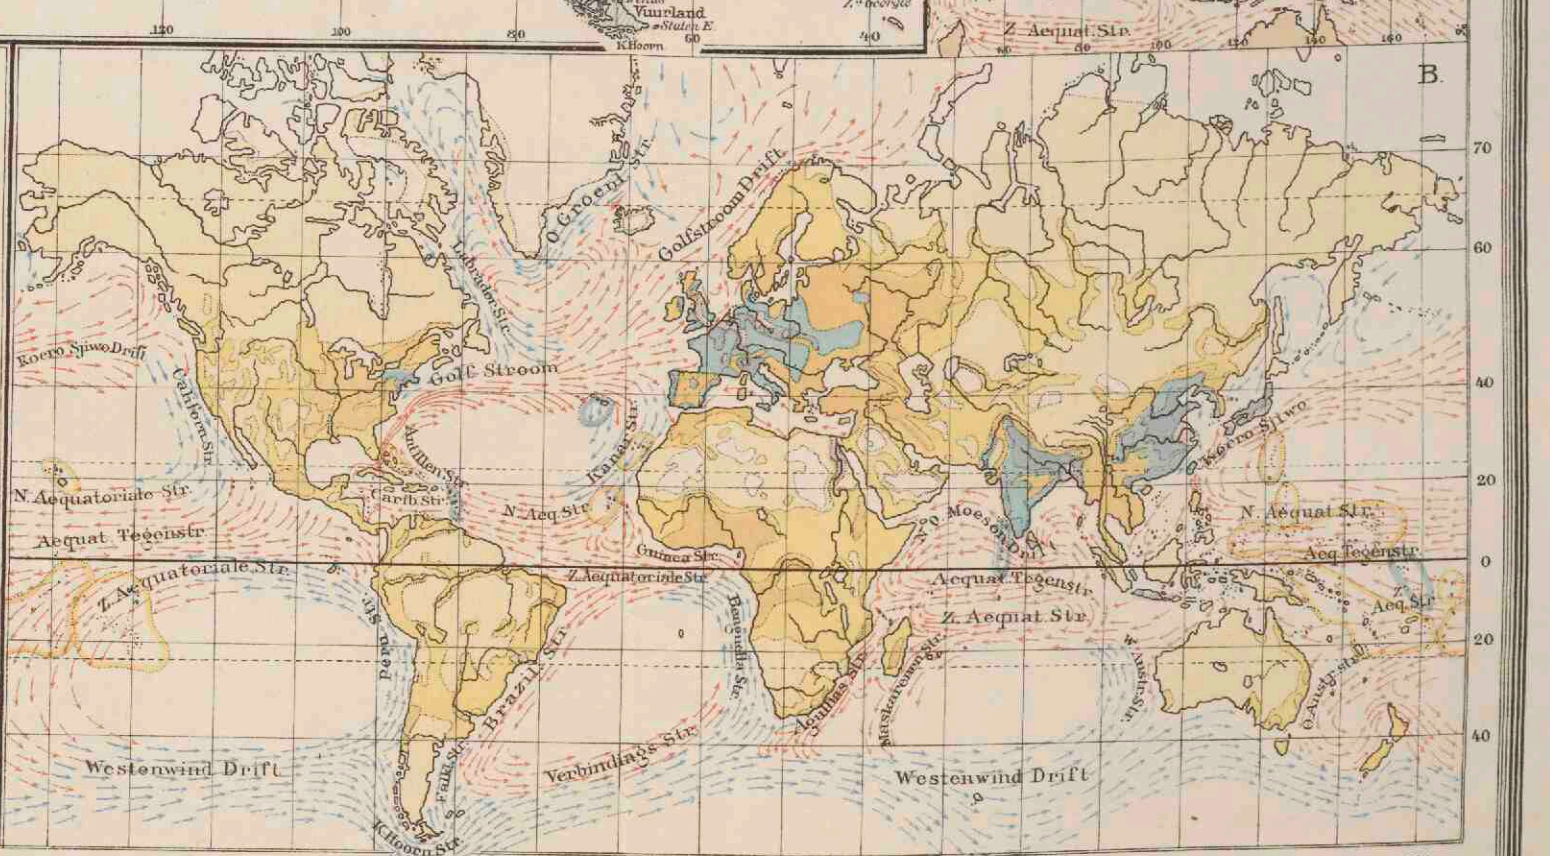 Vuurland
Staten E.
K.Hoorn
120
100
80
60
40
Z. Aequat. Str.
60
80
100
120
140
160
B.
70
60
40
20
0
20
40
O.Groenl. Str.
Golfstroom Drift
Labrador Str.
Koero Sjiwo Drift
Californ. Str.
Golf Stroom
Antillen Str.
Carib. Str.
Kanar. Str.
Koero Sjiwo
N. Aequatoriale Str.
N. Aeq. Str.
N.O. Moeson Drift
N. Aequat. Str.
Aequat Tegenstr.
Guinea Str.
Aeq. Tegenstr.
Z. Aequatoriale Str.
Z. Aequatoriale Str.
Aequat. Tegenstr.
Z. Aequat. Str.
Z. Aeq. Str.
Peru Str.
Brazil. Str.
Benguella Str.
Agulhas Str.
Maskarenen Str.
W. Austr. Str.
O. Austr. Str.
Verbindings Str.
Westenwind Drift
Westenwind Drift
Falkl. Str.
K.Hoorn Str.